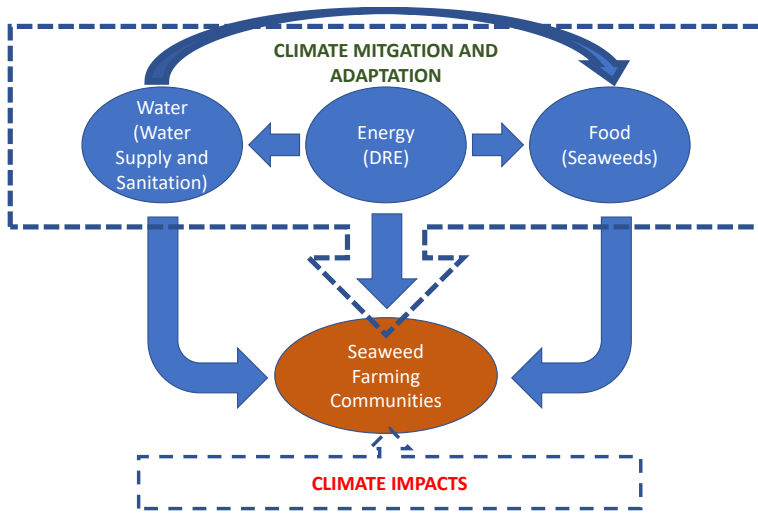 CLIMATE MITGATION AND
ADAPTATION
Water
(Water
Supply and
Sanitation)
Energy
(DRE)
Food
(Seaweeds)
Seaweed
Farming
Communities
CLIMATE IMPACTS